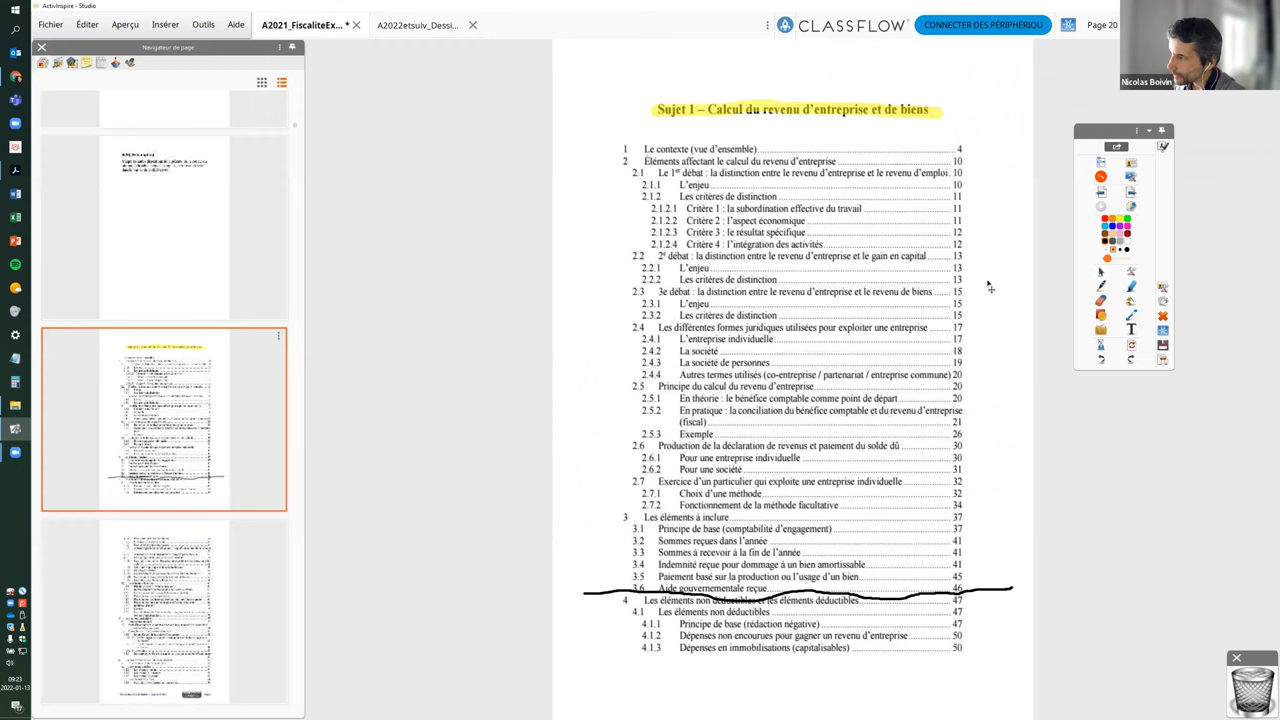 ActivInspire - Studio
Fichier Éditer Aperçu Insérer Outils Aide
A2021_FiscaliteEx... * A2022etsuiv_Dessi...
CLASSFLOW
CONNECTER DES PÉRIPHÉRIQU
Page 20
Navigateur de page
Nicolas Boivin
Sujet 1 – Calcul du revenu d'entreprise et de biens
1 Le contexte (vue d'ensemble) 4
2 Éléments affectant le calcul du revenu d'entreprise 10
2.1 Le 1er débat : la distinction entre le revenu d'entreprise et le revenu d'emploi. 10
2.1.1 L'enjeu 10
2.1.2 Les critères de distinction 11
2.1.2.1 Critère 1 : la subordination effective du travail 11
2.1.2.2 Critère 2 : l'aspect économique 11
2.1.2.3 Critère 3 : le résultat spécifique 12
2.1.2.4 Critère 4 : l'intégration des activités 12
2.2 2e débat : la distinction entre le revenu d'entreprise et le gain en capital 13
2.2.1 L'enjeu 13
2.2.2 Les critères de distinction 13
2.3 3e débat : la distinction entre le revenu d'entreprise et le revenu de biens 15
2.3.1 L'enjeu 15
2.3.2 Les critères de distinction 15
2.4 Les différentes formes juridiques utilisées pour exploiter une entreprise 17
2.4.1 L'entreprise individuelle 17
2.4.2 La société 18
2.4.3 La société de personnes 19
2.4.4 Autres termes utilisés (co-entreprise / partenariat / entreprise commune) 20
2.5 Principe du calcul du revenu d'entreprise 20
2.5.1 En théorie : le bénéfice comptable comme point de départ 20
2.5.2 En pratique : la conciliation du bénéfice comptable et du revenu d'entreprise
(fiscal) 21
2.5.3 Exemple 26
2.6 Production de la déclaration de revenus et paiement du solde dû 30
2.6.1 Pour une entreprise individuelle 30
2.6.2 Pour une société 31
2.7 Exercice d'un particulier qui exploite une entreprise individuelle 32
2.7.1 Choix d'une méthode 32
2.7.2 Fonctionnement de la méthode facultative 34
3 Les éléments à inclure 37
3.1 Principe de base (comptabilité d'engagement) 37
3.2 Sommes reçues dans l'année 41
3.3 Sommes à recevoir à la fin de l'année 41
3.4 Indemnité reçue pour dommage à un bien amortissable 41
3.5 Paiement basé sur la production ou l'usage d'un bien 45
3.6 Aide gouvernementale reçue 46
4 Les éléments non déductibles et les éléments déductibles 47
4.1 Les éléments non déductibles 47
4.1.1 Principe de base (rédaction négative) 47
4.1.2 Dépenses non encourues pour gagner un revenu d'entreprise 50
4.1.3 Dépenses en immobilisations (capitalisables) 50
09:23
2022-01-13